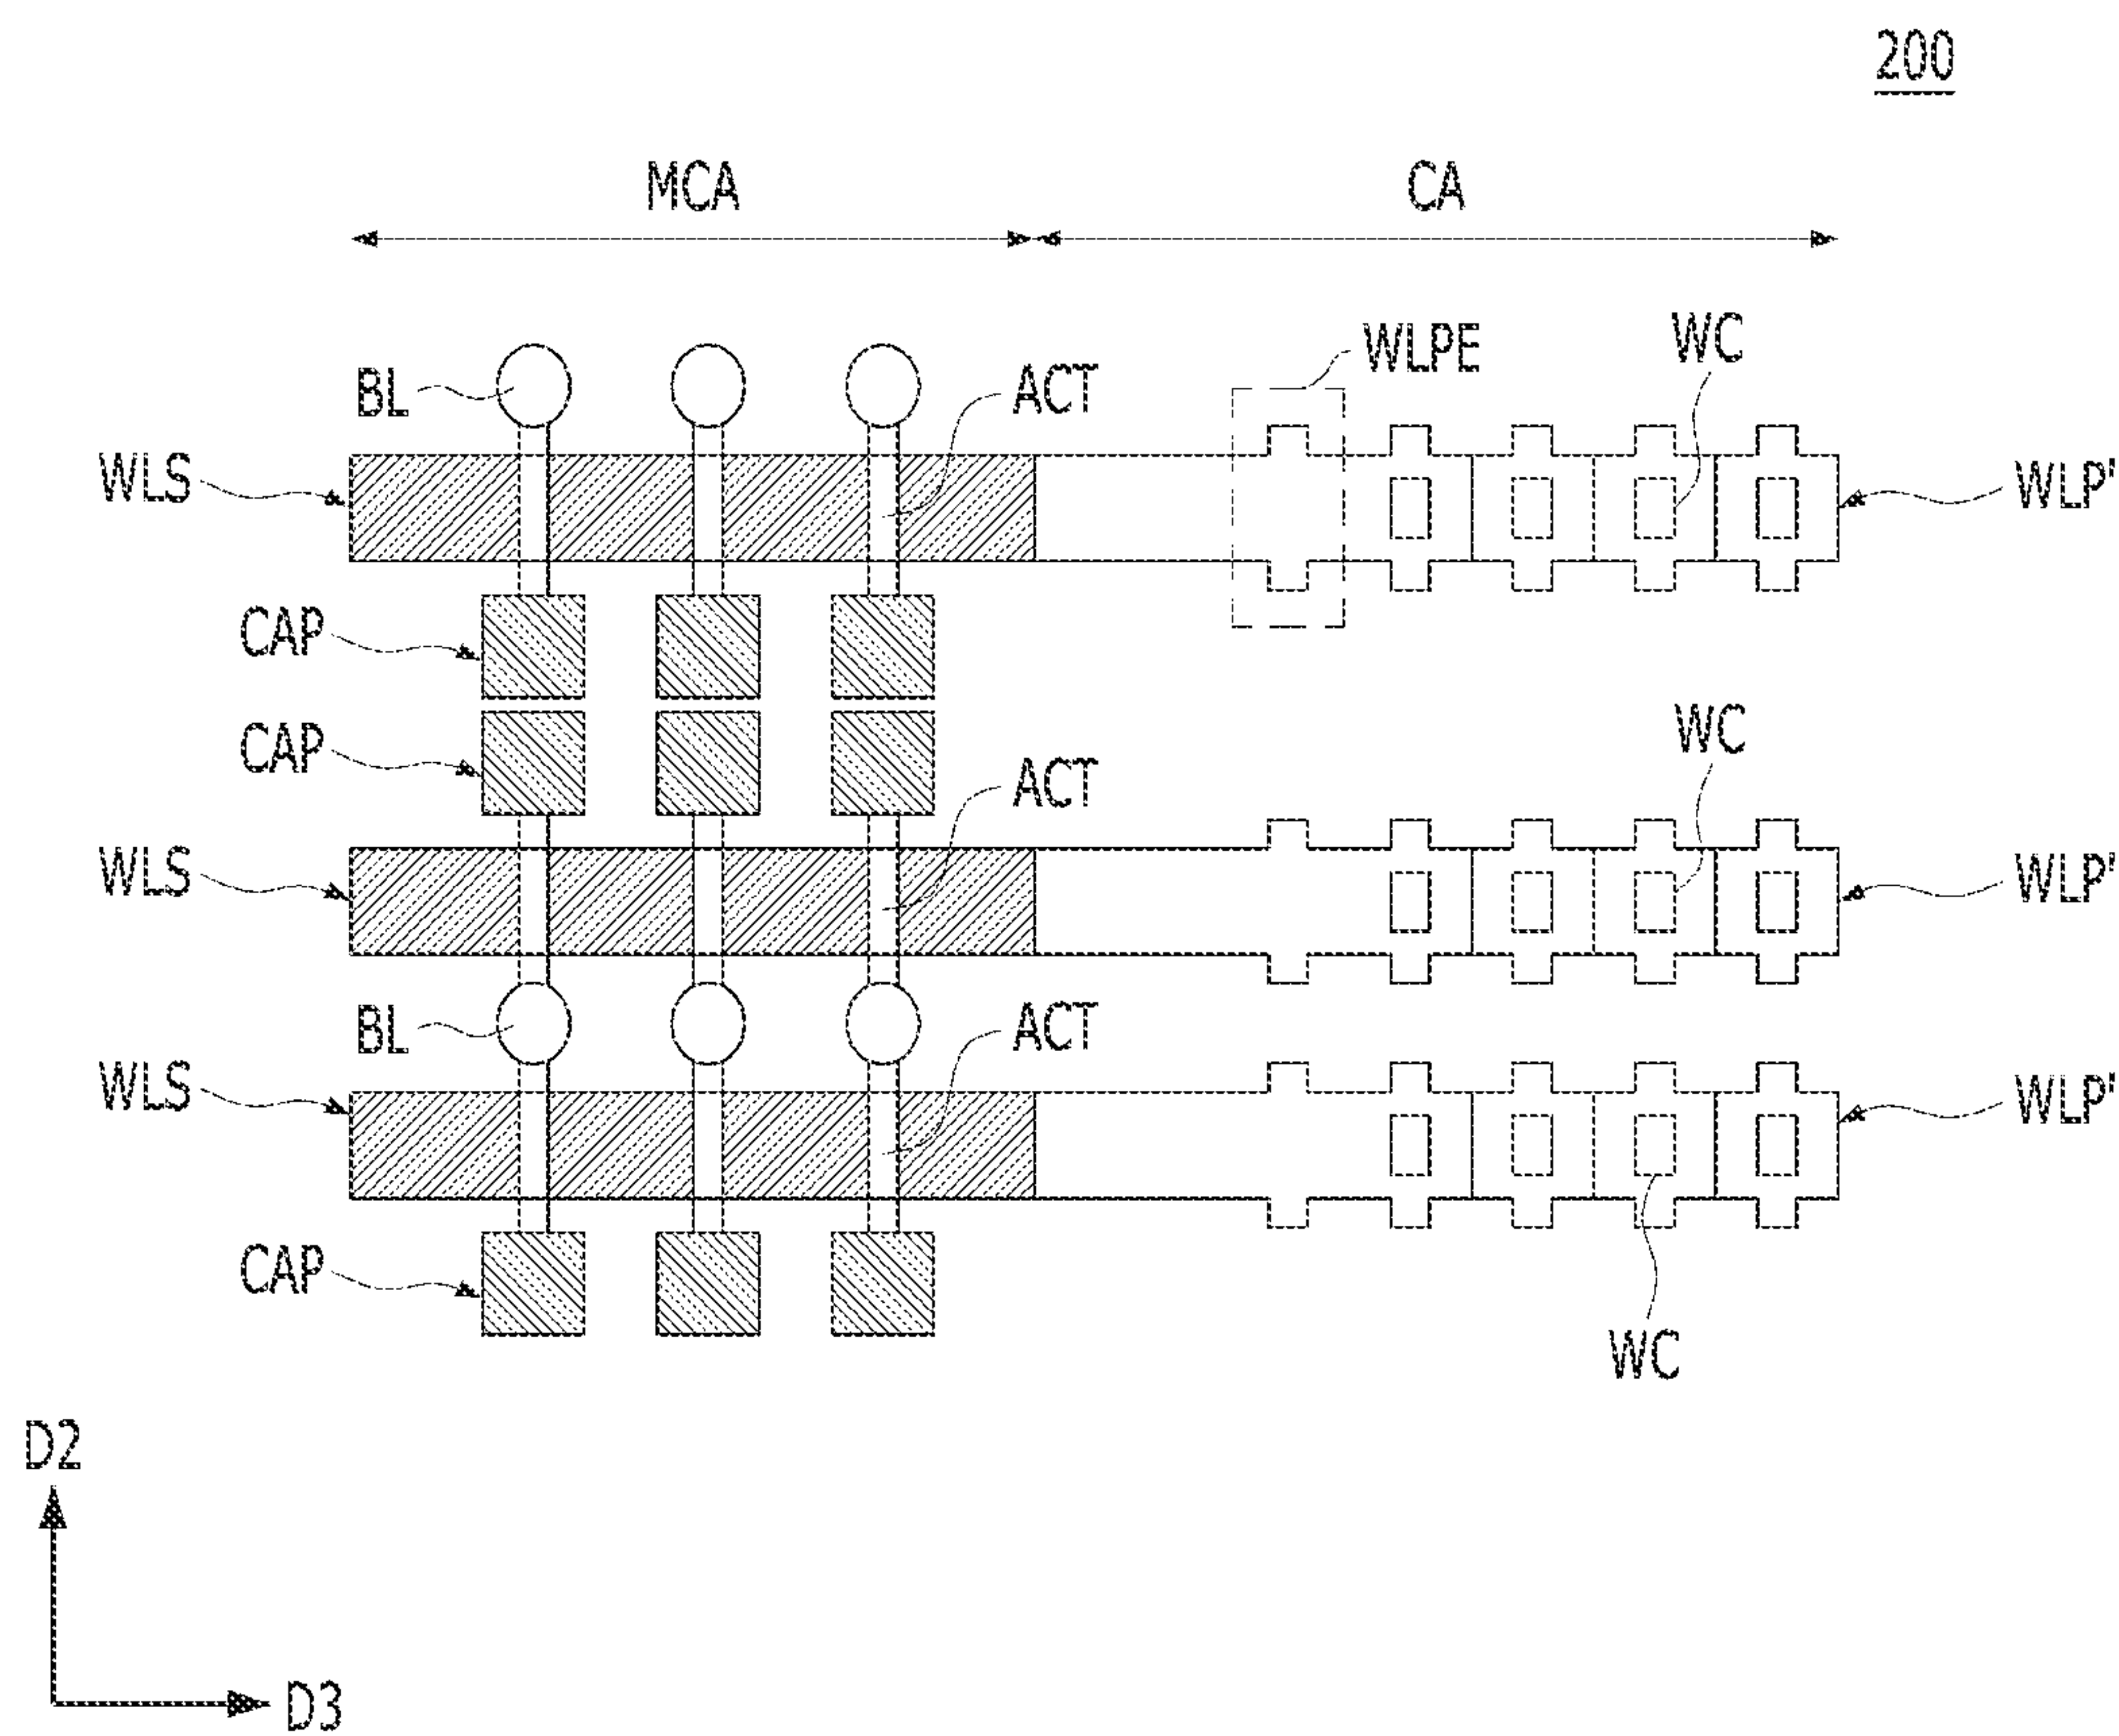 200
MCA CA
WLPE WC
BL ACT
WLS WLP'
CAP
CAP WC
ACT
WLS WLP'
BL ACT
WLS WLP'
CAP
WC
D2
D3